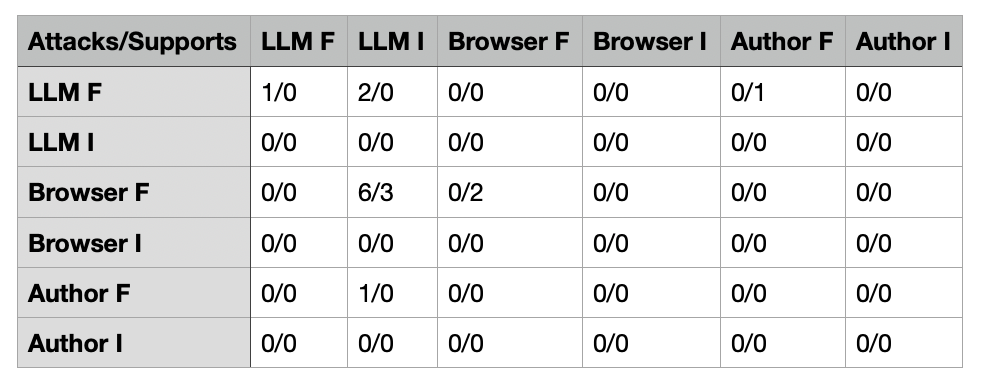 Attacks/Supports LLM F LLM I Browser F Browser I Author F Author I
LLM F 1/0 2/0 0/0 0/0 0/1 0/0
LLM I 0/0 0/0 0/0 0/0 0/0 0/0
Browser F 0/0 6/3 0/2 0/0 0/0 0/0
Browser I 0/0 0/0 0/0 0/0 0/0 0/0
Author F 0/0 1/0 0/0 0/0 0/0 0/0
Author I 0/0 0/0 0/0 0/0 0/0 0/0